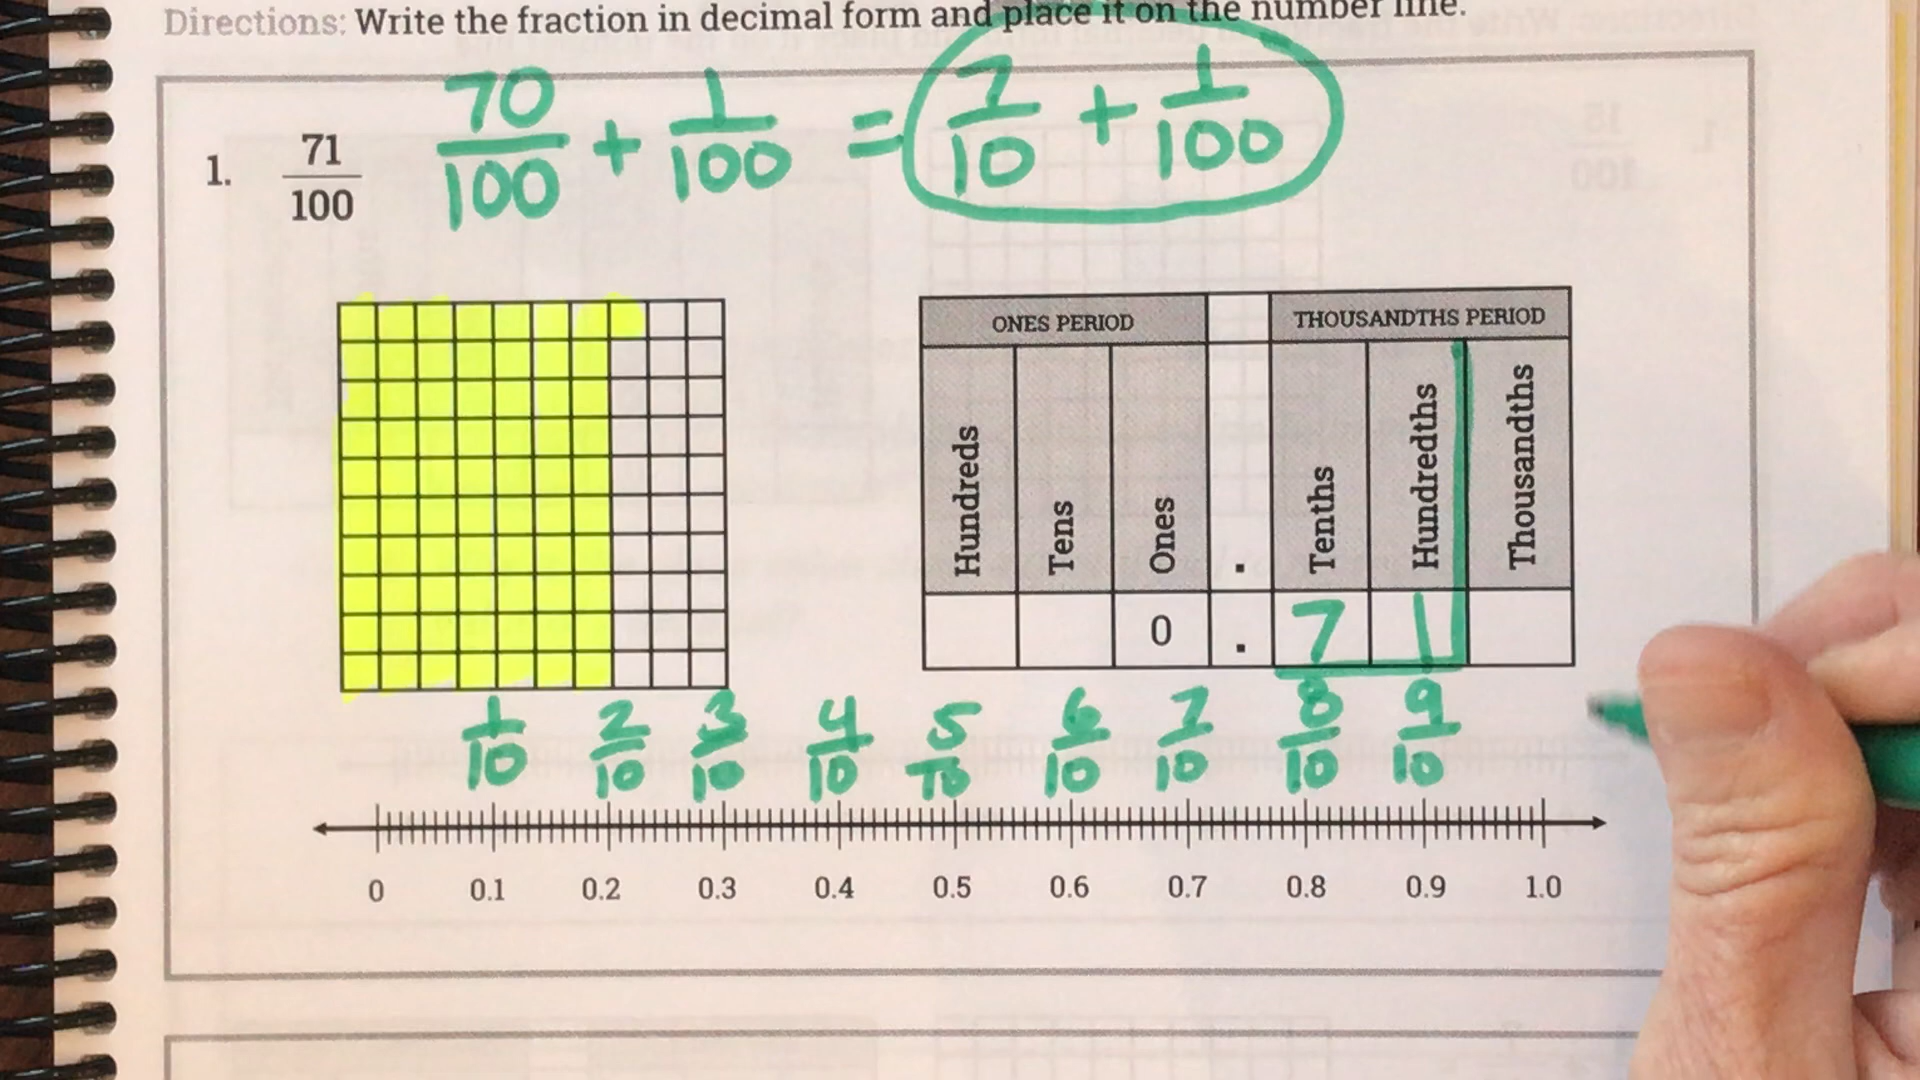 Directions: Write the fraction in decimal form and place it on the number line.
1. 71/100 70/100 + 1/100 = 7/10 + 1/100
ONES PERIOD THOUSANDTHS PERIOD
Hundreds Tens Ones . Tenths Hundredths Thousandths
0 . 7 1
1/10 2/10 3/10 4/10 5/10 6/10 7/10 8/10 9/10
0 0.1 0.2 0.3 0.4 0.5 0.6 0.7 0.8 0.9 1.0